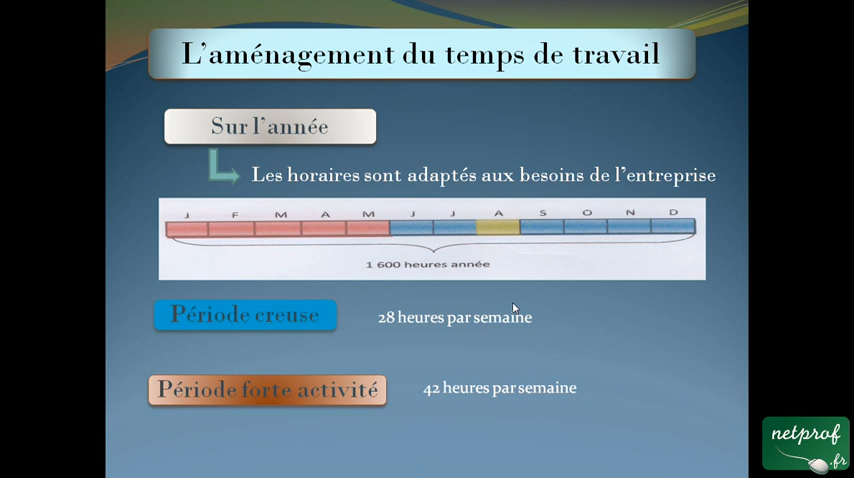 L'aménagement du temps de travail
Sur l'année
Les horaires sont adaptés aux besoins de l'entreprise
J F M A M J J A S O N D
1 600 heures année
Période creuse
28 heures par semaine
Période forte activité
42 heures par semaine
netprof
.fr